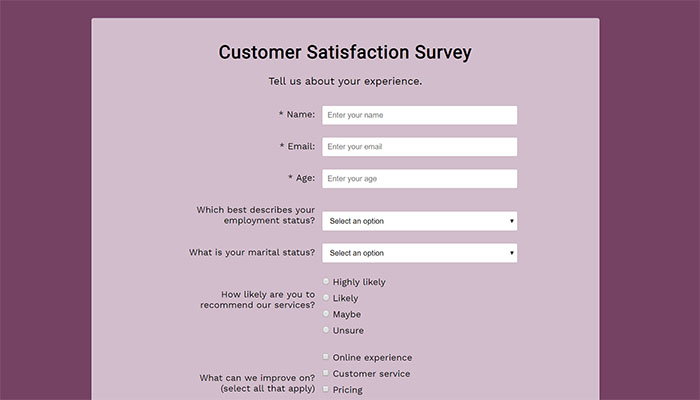 Customer Satisfaction Survey
Tell us about your experience.
* Name:
Enter your name
* Email:
Enter your email
* Age:
Enter your age
Which best describes your
employment status?
Select an option
What is your marital status?
Select an option
How likely are you to
recommend our services?
Highly likely
Likely
Maybe
Unsure
What can we improve on?
(select all that apply)
Online experience
Customer service
Pricing